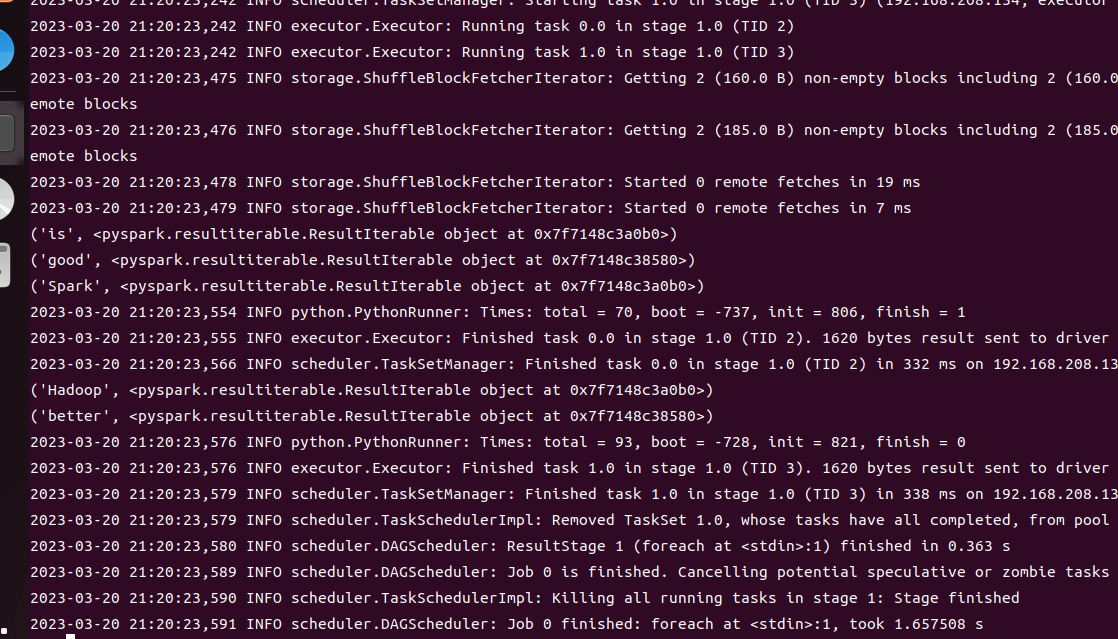 2023-03-20 21:20:23,242 INFO scheduler.TaskSetManager: Starting task 1.0 in stage 1.0 (TID 3) (192.168.208.134, executor
2023-03-20 21:20:23,242 INFO executor.Executor: Running task 0.0 in stage 1.0 (TID 2)
2023-03-20 21:20:23,242 INFO executor.Executor: Running task 1.0 in stage 1.0 (TID 3)
2023-03-20 21:20:23,475 INFO storage.ShuffleBlockFetcherIterator: Getting 2 (160.0 B) non-empty blocks including 2 (160.0
emote blocks
2023-03-20 21:20:23,476 INFO storage.ShuffleBlockFetcherIterator: Getting 2 (185.0 B) non-empty blocks including 2 (185.0
emote blocks
2023-03-20 21:20:23,478 INFO storage.ShuffleBlockFetcherIterator: Started 0 remote fetches in 19 ms
2023-03-20 21:20:23,479 INFO storage.ShuffleBlockFetcherIterator: Started 0 remote fetches in 7 ms
('is', <pyspark.resultiterable.ResultIterable object at 0x7f7148c3a0b0>)
('good', <pyspark.resultiterable.ResultIterable object at 0x7f7148c38580>)
('Spark', <pyspark.resultiterable.ResultIterable object at 0x7f7148c3a0b0>)
2023-03-20 21:20:23,554 INFO python.PythonRunner: Times: total = 70, boot = -737, init = 806, finish = 1
2023-03-20 21:20:23,555 INFO executor.Executor: Finished task 0.0 in stage 1.0 (TID 2). 1620 bytes result sent to driver
2023-03-20 21:20:23,566 INFO scheduler.TaskSetManager: Finished task 0.0 in stage 1.0 (TID 2) in 332 ms on 192.168.208.13
('Hadoop', <pyspark.resultiterable.ResultIterable object at 0x7f7148c3a0b0>)
('better', <pyspark.resultiterable.ResultIterable object at 0x7f7148c38580>)
2023-03-20 21:20:23,576 INFO python.PythonRunner: Times: total = 93, boot = -728, init = 821, finish = 0
2023-03-20 21:20:23,576 INFO executor.Executor: Finished task 1.0 in stage 1.0 (TID 3). 1620 bytes result sent to driver
2023-03-20 21:20:23,579 INFO scheduler.TaskSetManager: Finished task 1.0 in stage 1.0 (TID 3) in 338 ms on 192.168.208.13
2023-03-20 21:20:23,579 INFO scheduler.TaskSchedulerImpl: Removed TaskSet 1.0, whose tasks have all completed, from pool
2023-03-20 21:20:23,580 INFO scheduler.DAGScheduler: ResultStage 1 (foreach at <stdin>:1) finished in 0.363 s
2023-03-20 21:20:23,589 INFO scheduler.DAGScheduler: Job 0 is finished. Cancelling potential speculative or zombie tasks
2023-03-20 21:20:23,590 INFO scheduler.TaskSchedulerImpl: Killing all running tasks in stage 1: Stage finished
2023-03-20 21:20:23,591 INFO scheduler.DAGScheduler: Job 0 finished: foreach at <stdin>:1, took 1.657508 s